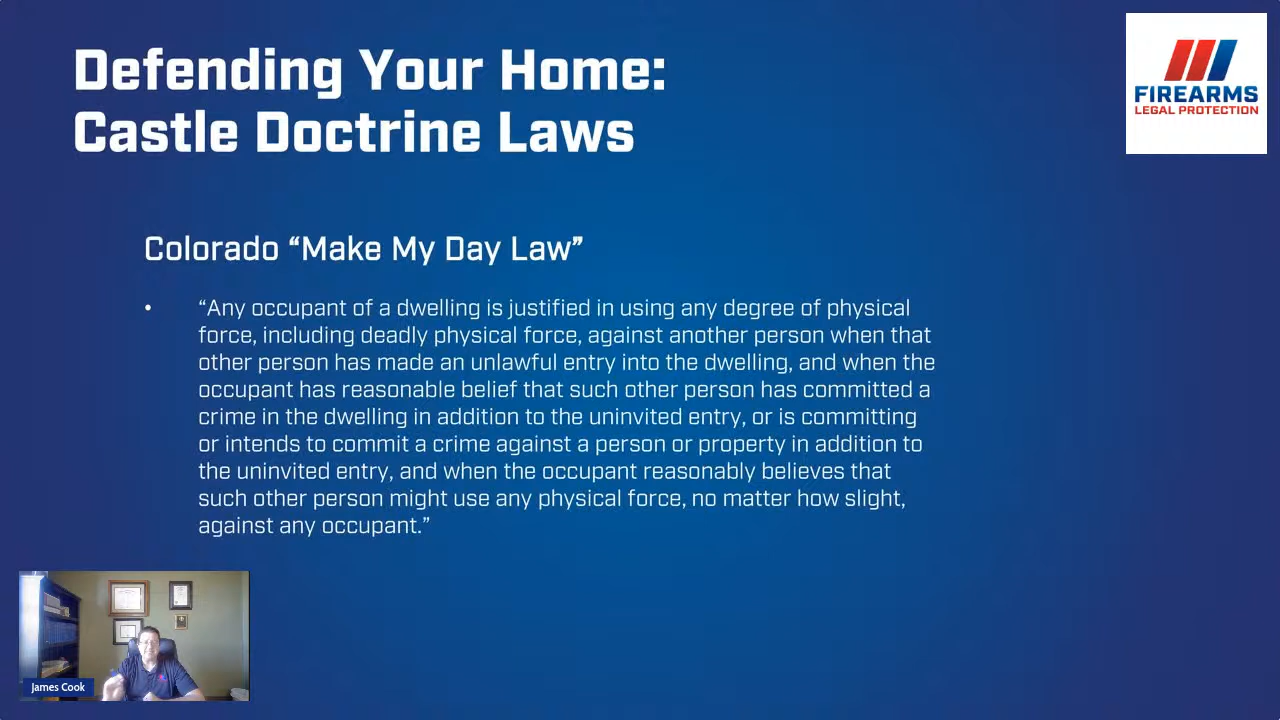 Defending Your Home:
Castle Doctrine Laws
FIREARMS
LEGAL PROTECTION
Colorado “Make My Day Law”
• “Any occupant of a dwelling is justified in using any degree of physical
force, including deadly physical force, against another person when that
other person has made an unlawful entry into the dwelling, and when the
occupant has reasonable belief that such other person has committed a
crime in the dwelling in addition to the uninvited entry, or is committing
or intends to commit a crime against a person or property in addition to
the uninvited entry, and when the occupant reasonably believes that
such other person might use any physical force, no matter how slight,
against any occupant.”
James Cook